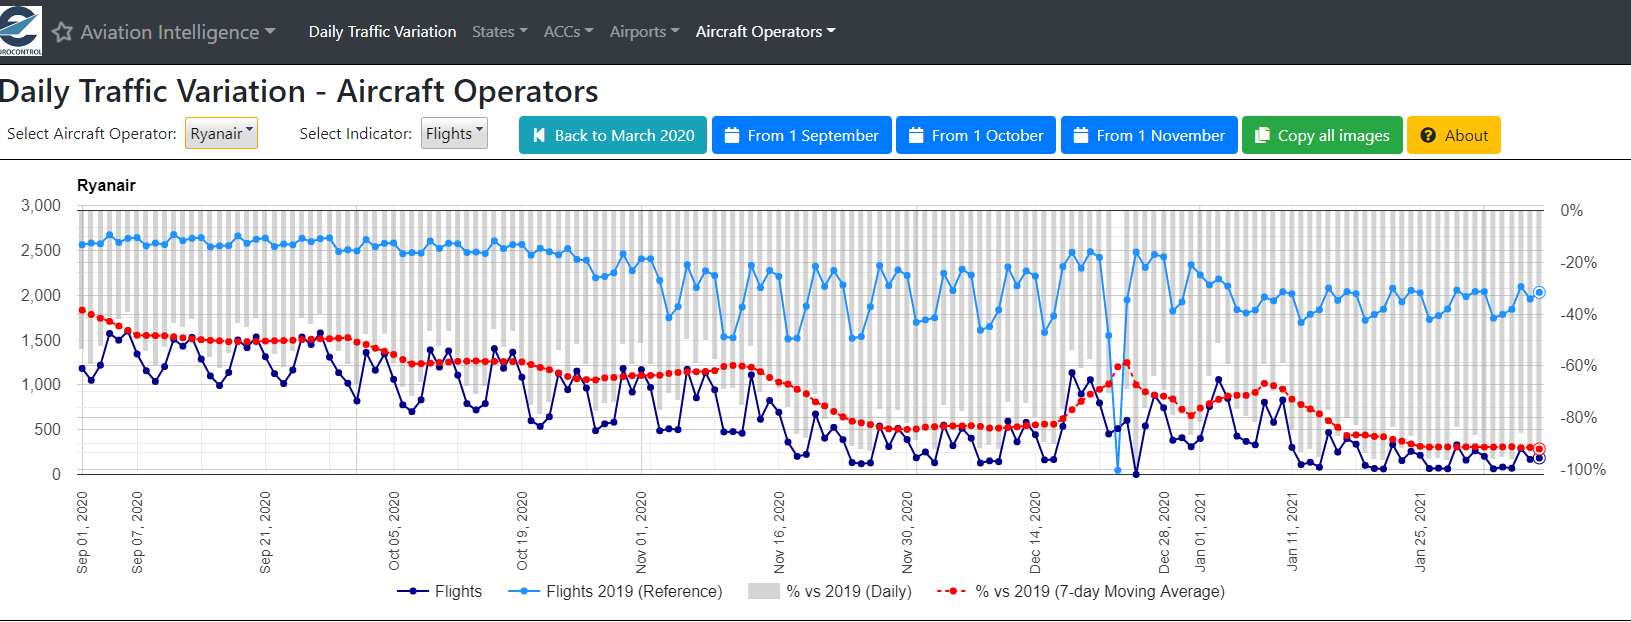 Aviation Intelligence Daily Traffic Variation States ACCs Airports Aircraft Operators
EUROCONTROL
Daily Traffic Variation - Aircraft Operators
Select Aircraft Operator: Ryanair Select Indicator: Flights Back to March 2020 From 1 September From 1 October From 1 November Copy all images About
Ryanair
3,000 0%
2,500 -20%
2,000 -40%
1,500
1,000 -60%
500 -80%
0 -100%
Sep 01, 2020
Sep 07, 2020
Sep 21, 2020
Oct 05, 2020
Oct 19, 2020
Nov 01, 2020
Nov 16, 2020
Nov 30, 2020
Dec 14, 2020
Dec 28, 2020
Jan 01, 2021
Jan 11, 2021
Jan 25, 2021
Flights Flights 2019 (Reference) % vs 2019 (Daily) % vs 2019 (7-day Moving Average)